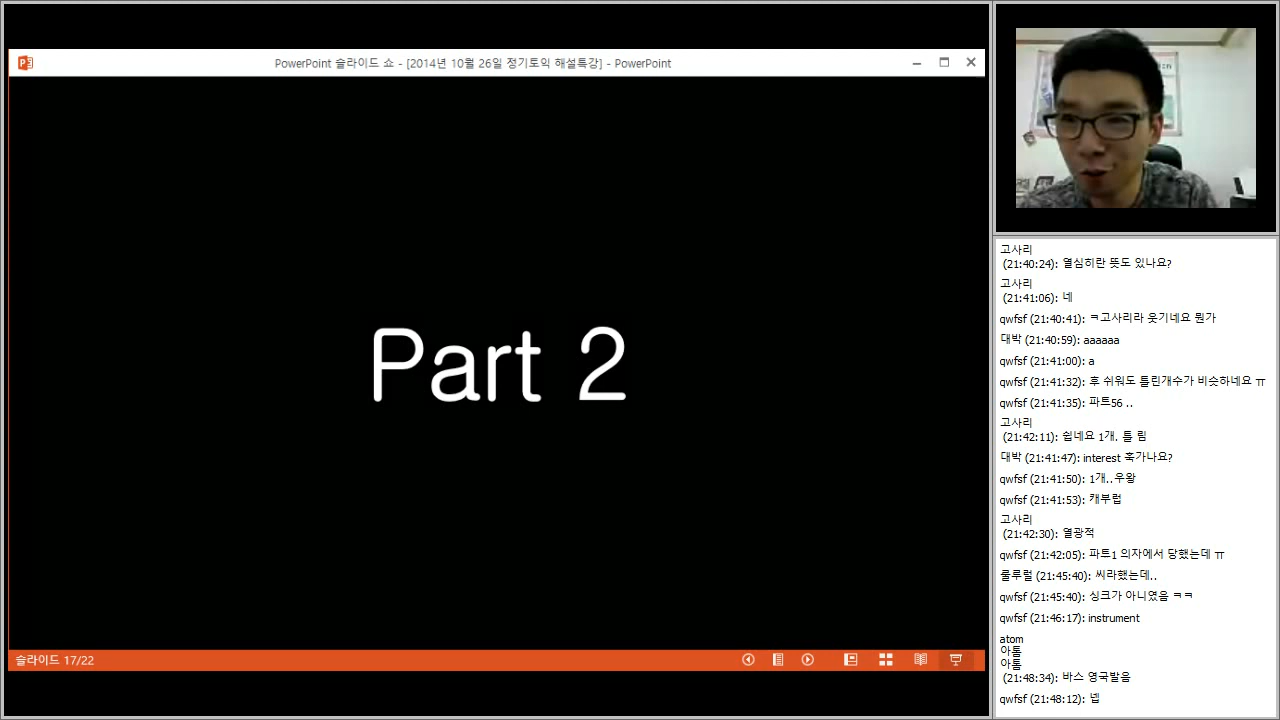 PowerPoint 슬라이드 쇼 - [2014년 10월 26일 정기토익 해설특강] - PowerPoint
Part 2
슬라이드 17/22
고사리
(21:40:24): 열심히란 뜻도 있나요?
고사리
(21:41:06): 네
qwfsf (21:40:41): ㅋ고사리라 웃기네요 뭔가
대박 (21:40:59): aaaaaa
qwfsf (21:41:00): a
qwfsf (21:41:32): 후 쉬워도 틀린개수가 비슷하네요 ㅠ
qwfsf (21:41:35): 파트56 ..
고사리
(21:42:11): 쉽네요 1개. 틀 림
대박 (21:41:47): interest 혹가나요?
qwfsf (21:41:50): 1개..우왕
qwfsf (21:41:53): 캐부럽
고사리
(21:42:30): 열광적
qwfsf (21:42:05): 파트1 의자에서 당했는데 ㅠ
룰루럴 (21:45:40): 씨라했는데..
qwfsf (21:45:40): 싱크가 아니였음 ㅋㅋ
qwfsf (21:46:17): instrument
atom
아톰
아톰
(21:48:34): 바스 영국발음
qwfsf (21:48:12): 넵